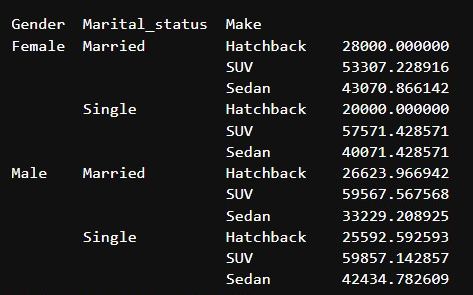 Gender  Marital_status  Make
Female  Married         Hatchback    28000.000000
                        SUV          53307.228916
                        Sedan        43070.866142
        Single          Hatchback    20000.000000
                        SUV          57571.428571
                        Sedan        40071.428571
Male    Married         Hatchback    26623.966942
                        SUV          59567.567568
                        Sedan        33229.208925
        Single          Hatchback    25592.592593
                        SUV          59857.142857
                        Sedan        42434.782609